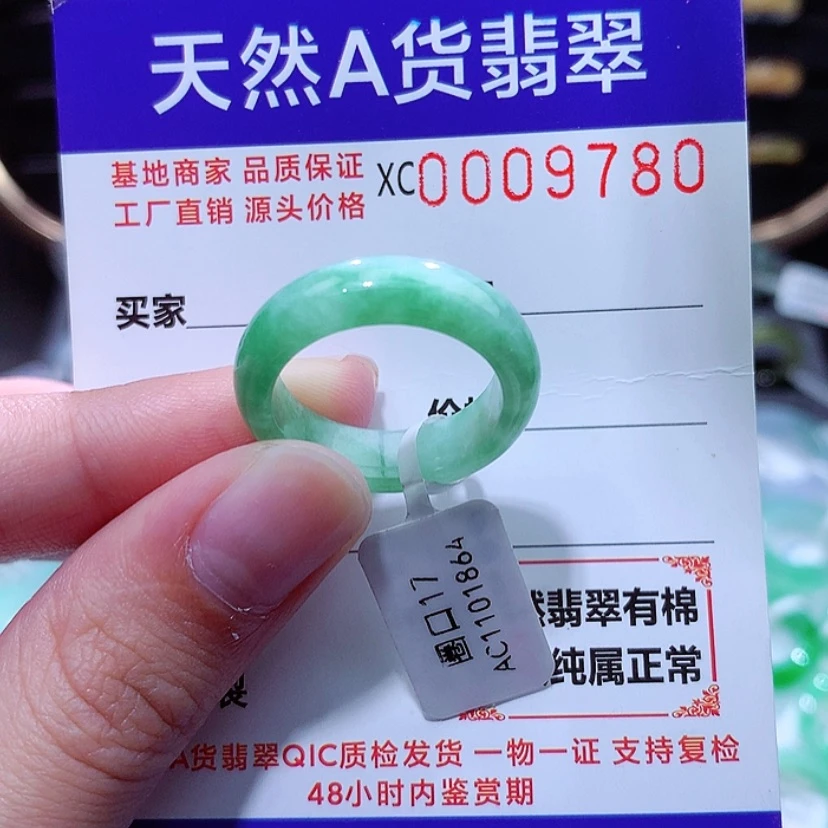 天然A货翡翠
基地商家 品质保证
工厂直销 源头价格
XC0009780
买家
圈口17
AC1101864
翡翠有棉
纯属正常
A货翡翠QIC质检发货 一物一证 支持复检
48小时内鉴赏期